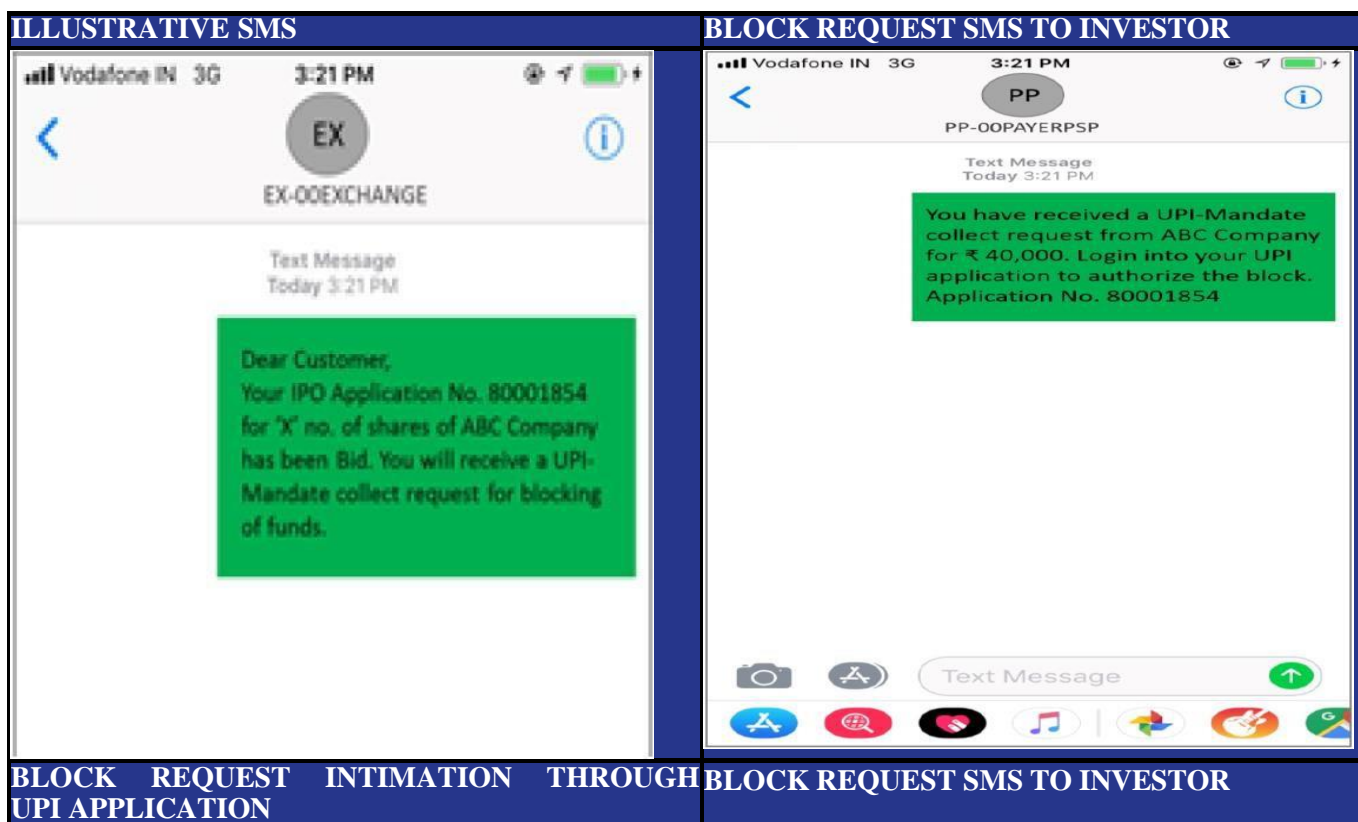 ILLUSTRATIVE SMS
BLOCK REQUEST SMS TO INVESTOR
Vodafone IN 3G 3:21 PM
EX
EX-00EXCHANGE
Text Message
Today 3:21 PM
Dear Customer,
Your IPO Application No. 80001854
for 'X' no. of shares of ABC Company
has been Bid. You will receive a UPI-
Mandate collect request for blocking
of funds.
Vodafone IN 3G 3:21 PM
PP
PP-00PAYERPSP
Text Message
Today 3:21 PM
You have received a UPI-Mandate
collect request from ABC Company
for ₹ 40,000. Login into your UPI
application to authorize the block.
Application No. 80001854
Text Message
BLOCK REQUEST INTIMATION THROUGH
UPI APPLICATION
BLOCK REQUEST SMS TO INVESTOR